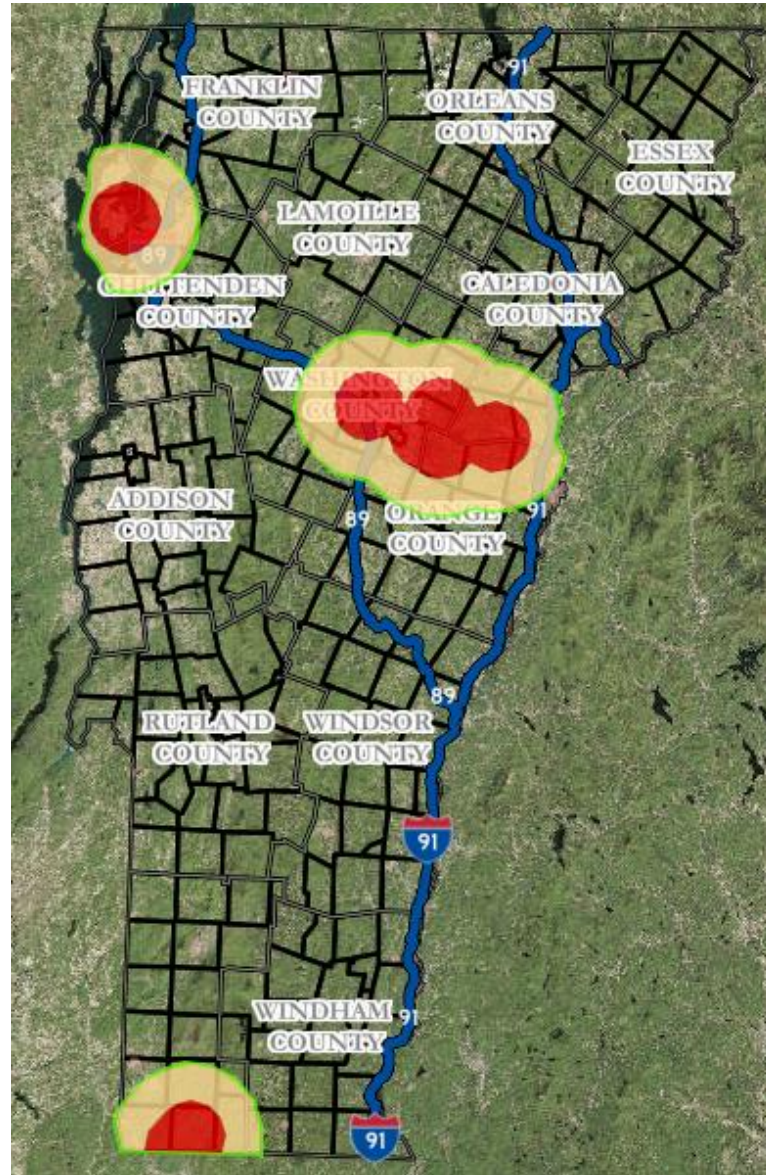 91
FRANKLIN
COUNTY
ORLEANS
COUNTY
ESSEX
COUNTY
LAMOILLE
COUNTY
89
CHITTENDEN
COUNTY
CALEDONIA
COUNTY
WASHINGTON
COUNTY
ADDISON
COUNTY
89
ORANGE
COUNTY
91
89
RUTLAND
COUNTY
WINDSOR
COUNTY
91
WINDHAM
COUNTY
91
91